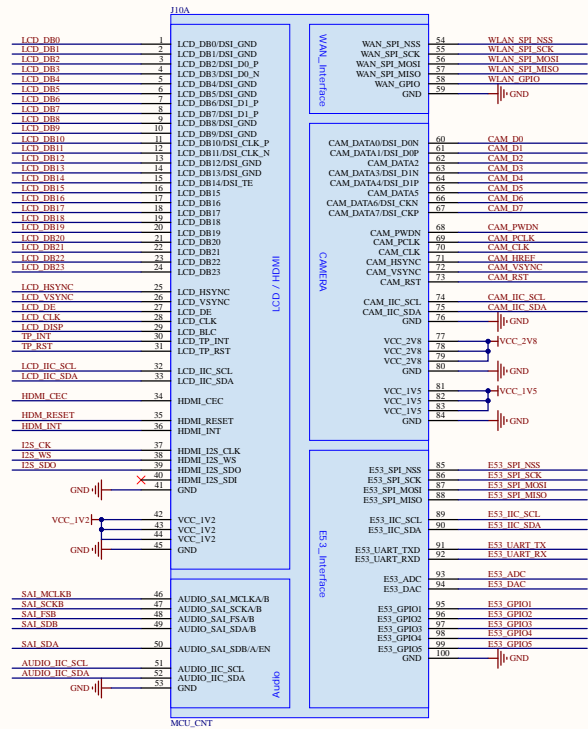 J10A
LCD_DB0 1 LCD_DB0/DSI_GND
LCD_DB1 2 LCD_DB1/DSI_GND
LCD_DB2 3 LCD_DB2/DSI_D0_P
LCD_DB3 4 LCD_DB3/DSI_D0_N
LCD_DB4 5 LCD_DB4/DSI_GND
LCD_DB5 6 LCD_DB5/DSI_GND
LCD_DB6 7 LCD_DB6/DSI_D1_P
LCD_DB7 8 LCD_DB7/DSI_D1_P
LCD_DB8 9 LCD_DB8/DSI_GND
LCD_DB9 10 LCD_DB9/DSI_GND
LCD_DB10 11 LCD_DB10/DSI_CLK_P
LCD_DB11 12 LCD_DB11/DSI_CLK_N
LCD_DB12 13 LCD_DB12/DSI_GND
LCD_DB13 14 LCD_DB13/DSI_GND
LCD_DB14 15 LCD_DB14/DSI_TE
LCD_DB15 16 LCD_DB15
LCD_DB16 17 LCD_DB16
LCD_DB17 18 LCD_DB17
LCD_DB18 19 LCD_DB18
LCD_DB19 20 LCD_DB19
LCD_DB20 21 LCD_DB20
LCD_DB21 22 LCD_DB21
LCD_DB22 23 LCD_DB22
LCD_DB23 24 LCD_DB23
LCD_HSYNC 25 LCD_HSYNC
LCD_VSYNC 26 LCD_VSYNC
LCD_DE 27 LCD_DE
LCD_CLK 28 LCD_CLK
LCD_DISP 29 LCD_BLC
TP_INT 30 LCD_TP_INT
TP_RST 31 LCD_TP_RST
LCD_IIC_SCL 32 LCD_IIC_SCL
LCD_IIC_SDA 33 LCD_IIC_SDA
HDMI_CEC 34 HDMI_CEC
HDM_RESET 35 HDMI_RESET
HDM_INT 36 HDMI_INT
I2S_CK 37 HDMI_I2S_CLK
I2S_WS 38 HDMI_I2S_WS
I2S_SDO 39 HDMI_I2S_SDO
40 HDMI_I2S_SDI
GND 41 GND
VCC_1V2 42 VCC_1V2
43 VCC_1V2
44 VCC_1V2
45 GND
GND
LCD / HDMI
SAI_MCLKB 46 AUDIO_SAI_MCLKA/B
SAI_SCKB 47 AUDIO_SAI_SCKA/B
SAI_FSB 48 AUDIO_SAI_FSA/B
SAI_SDB 49 AUDIO_SAI_SDA/B
SAI_SDA 50 AUDIO_SAI_SDB/A/EN
AUDIO_IIC_SCL 51 AUDIO_IIC_SCL
AUDIO_IIC_SDA 52 AUDIO_IIC_SDA
GND 53 GND
Audio
WAN_Interface
WAN_SPI_NSS 54 WLAN_SPI_NSS
WAN_SPI_SCK 55 WLAN_SPI_SCK
WAN_SPI_MOSI 56 WLAN_SPI_MOSI
WAN_SPI_MISO 57 WLAN_SPI_MISO
WAN_GPIO 58 WLAN_GPIO
GND 59 GND
CAMERA
CAM_DATA0/DSI_D0N 60 CAM_D0
CAM_DATA1/DSI_D0P 61 CAM_D1
CAM_DATA2 62 CAM_D2
CAM_DATA3/DSI_D1N 63 CAM_D3
CAM_DATA4/DSI_D1P 64 CAM_D4
CAM_DATA5 65 CAM_D5
CAM_DATA6/DSI_CKN 66 CAM_D6
CAM_DATA7/DSI_CKP 67 CAM_D7
CAM_PWDN 68 CAM_PWDN
CAM_PCLK 69 CAM_PCLK
CAM_CLK 70 CAM_CLK
CAM_HSYNC 71 CAM_HREF
CAM_VSYNC 72 CAM_VSYNC
CAM_RST 73 CAM_RST
CAM_IIC_SCL 74 CAM_IIC_SCL
CAM_IIC_SDA 75 CAM_IIC_SDA
GND 76 GND
VCC_2V8 77 VCC_2V8
VCC_2V8 78
VCC_2V8 79
GND 80 GND
VCC_1V5 81 VCC_1V5
VCC_1V5 82
VCC_1V5 83
GND 84 GND
E53_Interface
E53_SPI_NSS 85 E53_SPI_NSS
E53_SPI_SCK 86 E53_SPI_SCK
E53_SPI_MOSI 87 E53_SPI_MOSI
E53_SPI_MISO 88 E53_SPI_MISO
E53_IIC_SCL 89 E53_IIC_SCL
E53_IIC_SDA 90 E53_IIC_SDA
E53_UART_TXD 91 E53_UART_TX
E53_UART_RXD 92 E53_UART_RX
E53_ADC 93 E53_ADC
E53_DAC 94 E53_DAC
E53_GPIO1 95 E53_GPIO1
E53_GPIO2 96 E53_GPIO2
E53_GPIO3 97 E53_GPIO3
E53_GPIO4 98 E53_GPIO4
E53_GPIO5 99 E53_GPIO5
GND 100 GND
MCU_CNT